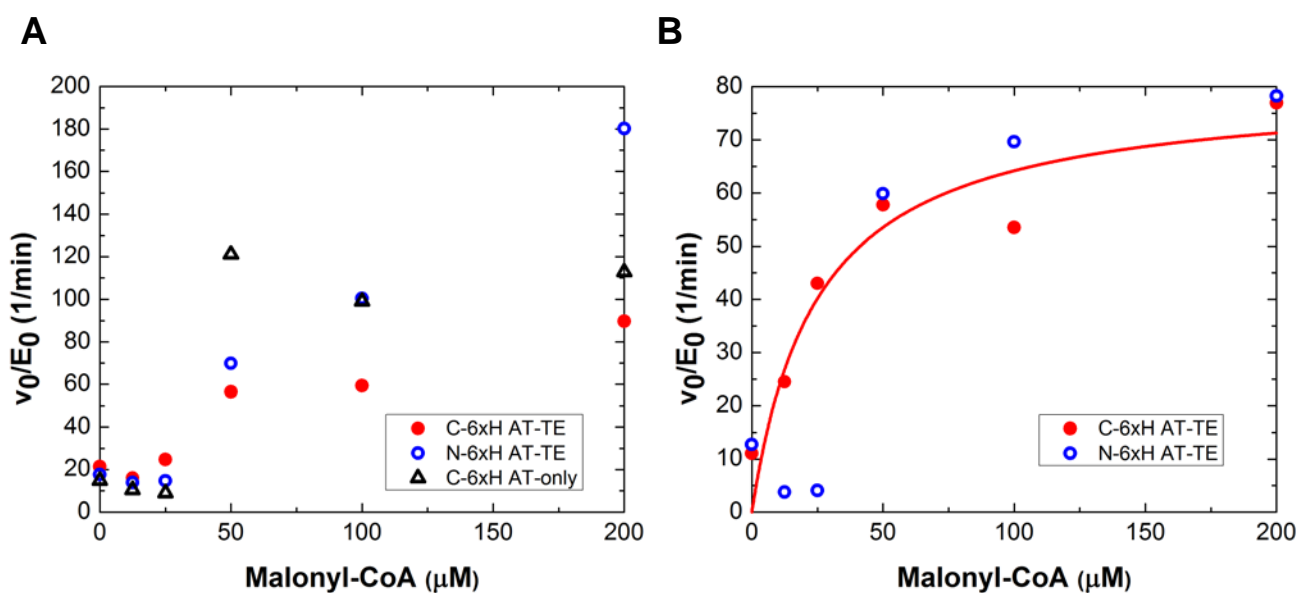 A
v0/E0 (1/min)
200
180
160
140
120
100
80
60
40
20
0
C-6xH AT-TE
N-6xH AT-TE
C-6xH AT-only
0
50
100
150
200
Malonyl-CoA (μM)
B
v0/E0 (1/min)
80
70
60
50
40
30
20
10
0
C-6xH AT-TE
N-6xH AT-TE
0
50
100
150
200
Malonyl-CoA (μM)